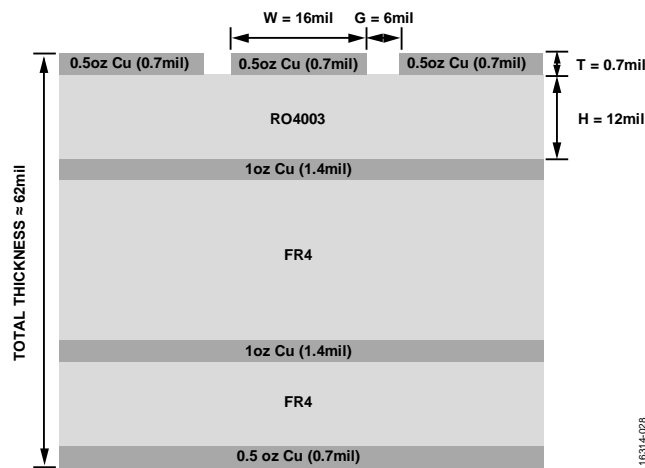 W = 16mil
G = 6mil
0.5oz Cu (0.7mil)
0.5oz Cu (0.7mil)
0.5oz Cu (0.7mil)
T = 0.7mil
RO4003
H = 12mil
1oz Cu (1.4mil)
TOTAL THICKNESS ≈ 62mil
FR4
1oz Cu (1.4mil)
FR4
0.5 oz Cu (0.7mil)
16314-028